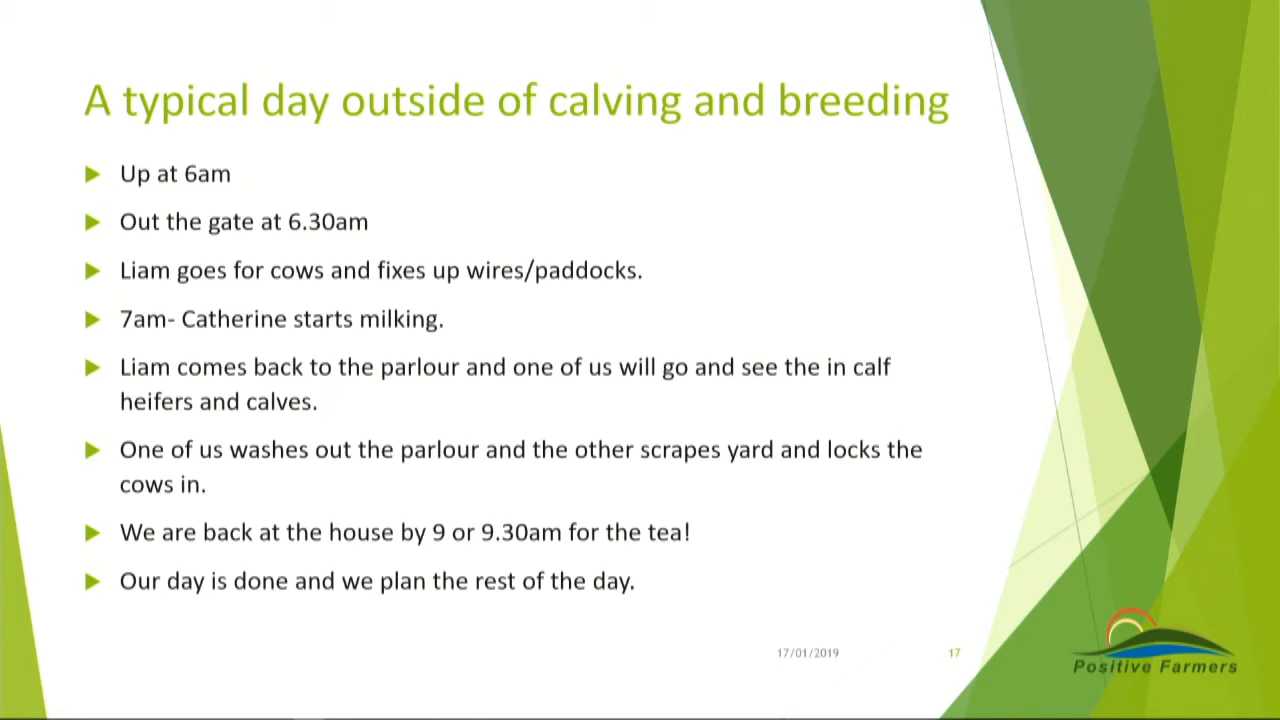 A typical day outside of calving and breeding
Up at 6am
Out the gate at 6.30am
Liam goes for cows and fixes up wires/paddocks.
7am- Catherine starts milking.
Liam comes back to the parlour and one of us will go and see the in calf
heifers and calves.
One of us washes out the parlour and the other scrapes yard and locks the
cows in.
We are back at the house by 9 or 9.30am for the tea!
Our day is done and we plan the rest of the day.
17/01/2019
17
Positive Farmers